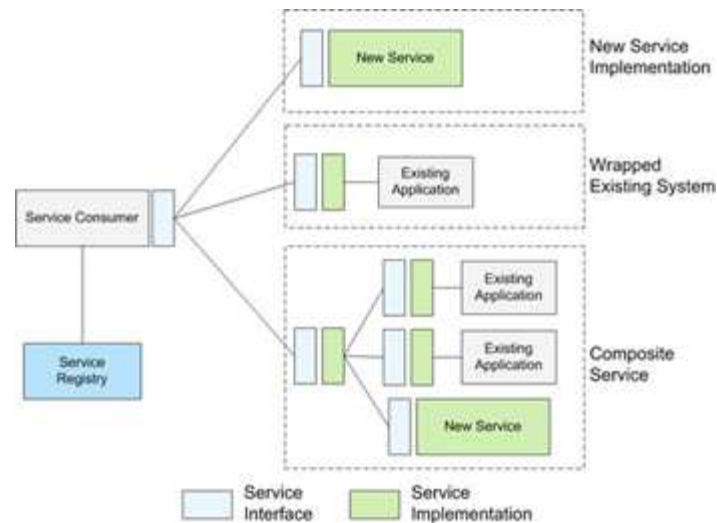 New Service
New Service
Implementation
Existing
Application
Wrapped
Existing System
Service Consumer
Service
Registry
Existing
Application
Existing
Application
New Service
Composite
Service
Service
Interface
Service
Implementation